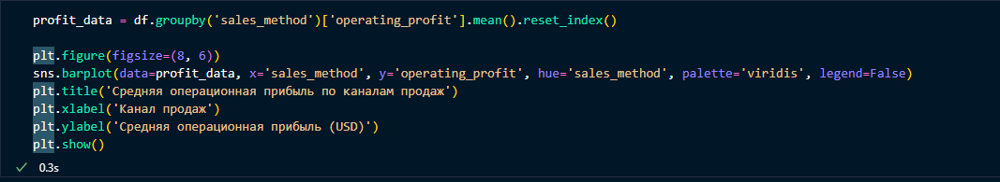 profit_data = df.groupby('sales_method')['operating_profit'].mean().reset_index()
plt.figure(figsize=(8, 6))
sns.barplot(data=profit_data, x='sales_method', y='operating_profit', hue='sales_method', palette='viridis', legend=False)
plt.title('Средняя операционная прибыль по каналам продаж')
plt.xlabel('Канал продаж')
plt.ylabel('Средняя операционная прибыль (USD)')
plt.show()
0.3s